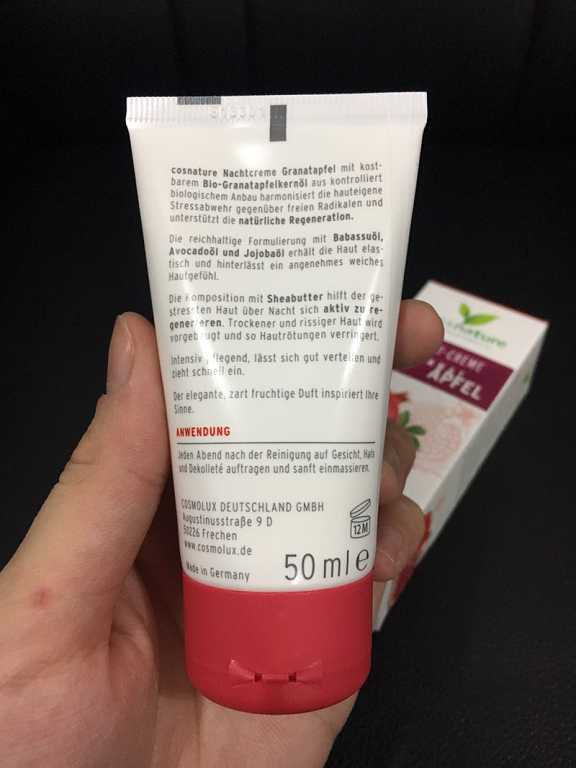 cosnature Nachtcreme Granatapfel mit kost-
barem Bio-Granatapfelkernöl aus kontrolliert
biologischem Anbau harmonisiert die hauteigene
Stressabwehr gegenüber freien Radikalen und
unterstützt die natürliche Regeneration.
Die reichhaltige Formulierung mit Babassuöl,
Avocadoöl und Jojobaöl erhält die Haut elas-
tisch und hinterlässt ein angenehmes weiches
Hautgefühl.
Die Komposition mit Sheabutter hilft der ge-
stressten Haut über Nacht sich aktiv zu re-
generieren. Trockener und rissiger Haut wird
vorgebeugt und so Hautrötungen verringert.
Intensiv pflegend, lässt sich gut verteilen und
zieht schnell ein.
Der elegante, zart fruchtige Duft inspiriert Ihre
Sinne.
ANWENDUNG
Jeden Abend nach der Reinigung auf Gesicht, Hals
und Dekolleté auftragen und sanft einmassieren.
COSMOLUX DEUTSCHLAND GMBH
Augustinusstraße 9 D
50226 Frechen
www.cosmolux.de
12M
Made in Germany
50 ml e
nature
T-CREME
APFEL